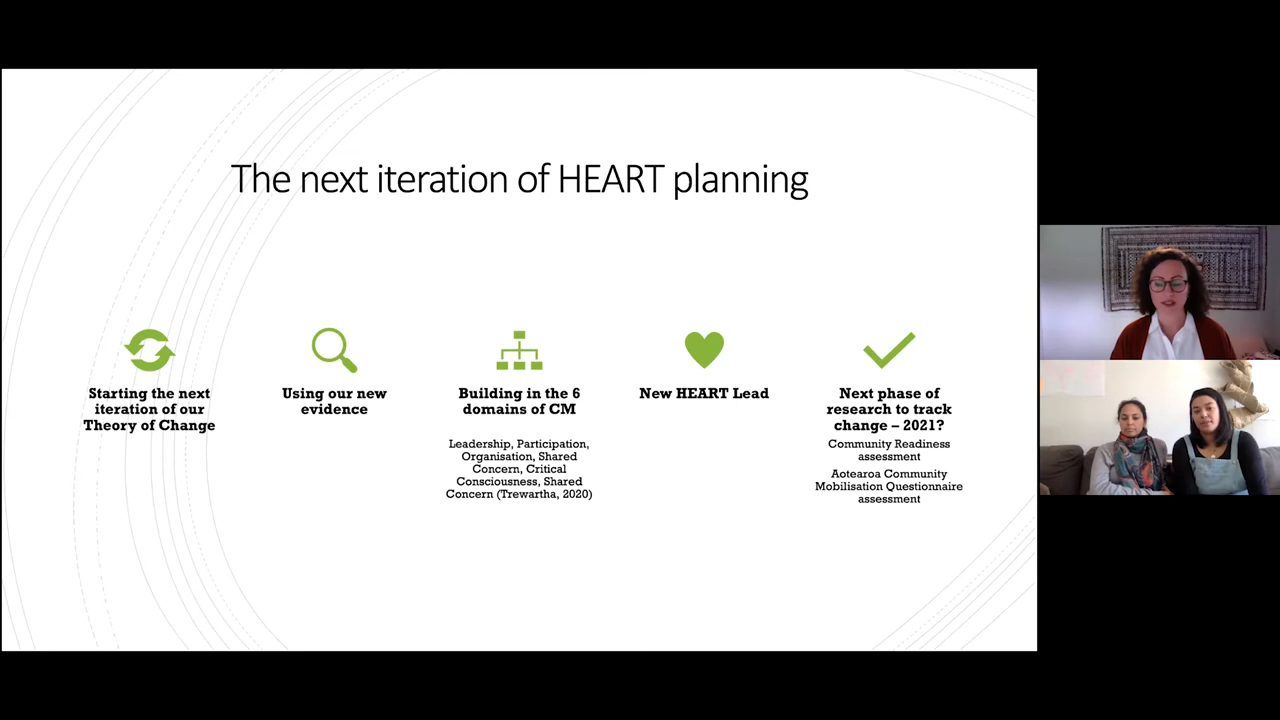 The next iteration of HEART planning
Starting the next
iteration of our
Theory of Change
Using our new
evidence
Building in the 6
domains of CM
Leadership, Participation,
Organisation, Shared
Concern, Critical
Consciousness, Shared
Concern (Trewartha, 2020)
New HEART Lead
Next phase of
research to track
change – 2021?
Community Readiness
assessment
Aotearoa Community
Mobilisation Questionnaire
assessment